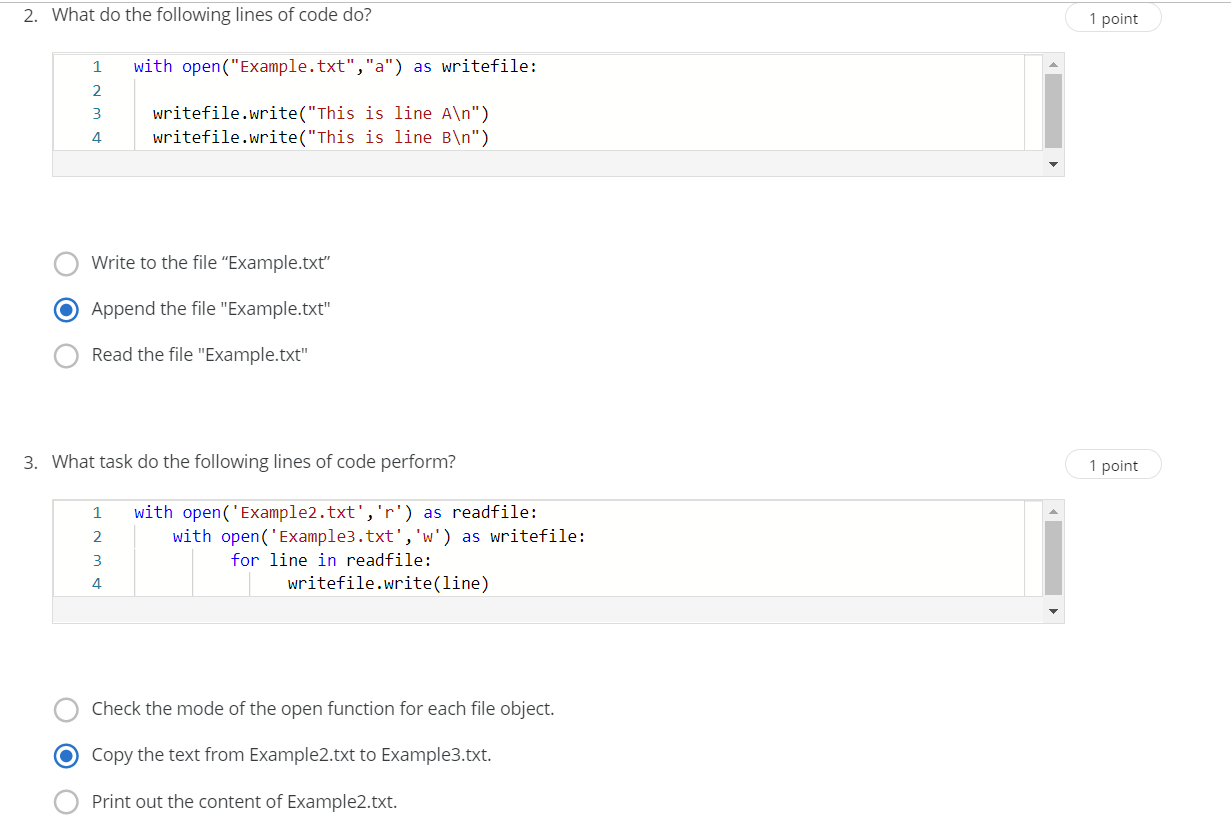 2. What do the following lines of code do?
1 point
1 with open("Example.txt","a") as writefile:
2
3 writefile.write("This is line A\n")
4 writefile.write("This is line B\n")
Write to the file “Example.txt”
Append the file "Example.txt"
Read the file "Example.txt"
3. What task do the following lines of code perform?
1 point
1 with open('Example2.txt','r') as readfile:
2 with open('Example3.txt','w') as writefile:
3 for line in readfile:
4 writefile.write(line)
Check the mode of the open function for each file object.
Copy the text from Example2.txt to Example3.txt.
Print out the content of Example2.txt.